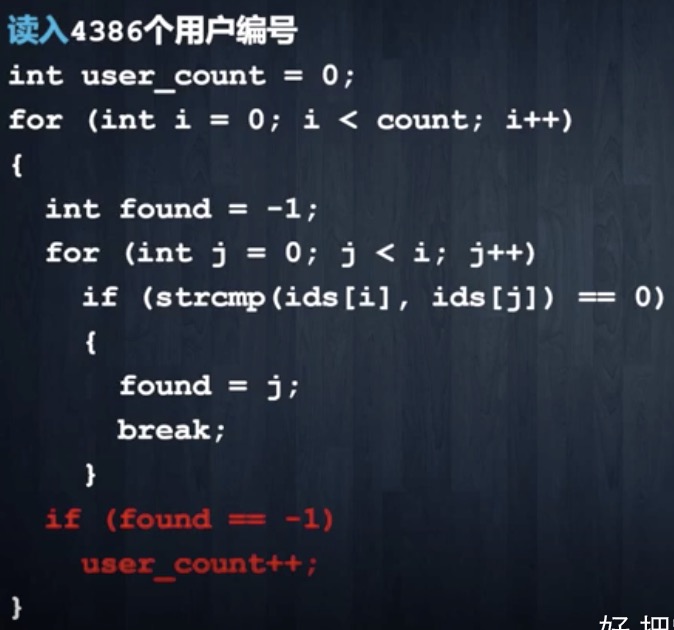 读入4386个用户编号
int user_count = 0;
for (int i = 0; i < count; i++)
{
int found = -1;
for (int j = 0; j < i; j++)
if (strcmp(ids[i], ids[j]) == 0)
{
found = j;
break;
}
if (found == -1)
user_count++;
}
好 把